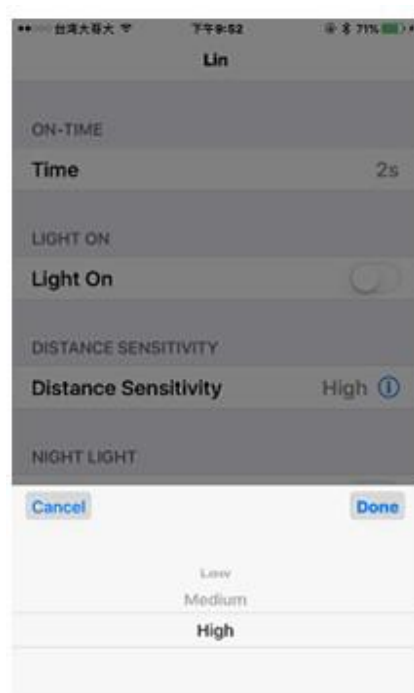 台灣大哥大 下午9:52 71%
Lin
ON-TIME
Time 2s
LIGHT ON
Light On
DISTANCE SENSITIVITY
Distance Sensitivity High
NIGHT LIGHT
Cancel Done
Low
Medium
High